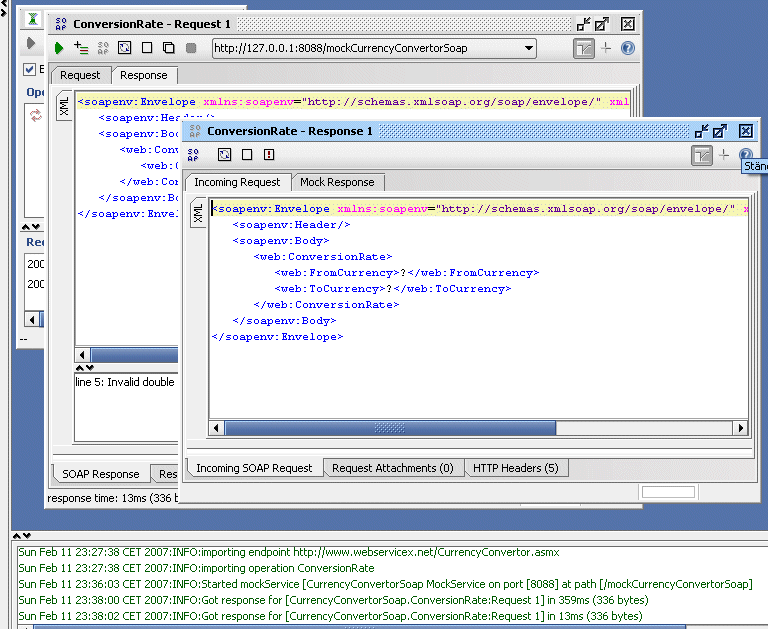 ConversionRate - Request 1
http://127.0.0.1:8088/mockCurrencyConvertorSoap
Request
Response
XML
<soapenv:Envelope xmlns:soapenv="http://schemas.xmlsoap.org/soap/envelope/" xml
<soapenv:Header/>
<soapenv:Bod
<web:Conv
<web:C
</web:Con
</soapenv:Bo
</soapenv:Enve
line 5: Invalid double
SOAP Response
Res
response time: 13ms (336 b
ConversionRate - Response 1
Stän
Incoming Request
Mock Response
XML
<soapenv:Envelope xmlns:soapenv="http://schemas.xmlsoap.org/soap/envelope/" x
<soapenv:Header/>
<soapenv:Body>
<web:ConversionRate>
<web:FromCurrency>?</web:FromCurrency>
<web:ToCurrency>?</web:ToCurrency>
</web:ConversionRate>
</soapenv:Body>
</soapenv:Envelope>
Incoming SOAP Request
Request Attachments (0)
HTTP Headers (5)
Ope
Rec
200
200
--
Sun Feb 11 23:27:38 CET 2007:INFO:importing endpoint http://www.webservicex.net/CurrencyConvertor.asmx
Sun Feb 11 23:27:38 CET 2007:INFO:importing operation ConversionRate
Sun Feb 11 23:36:03 CET 2007:INFO:Started mockService [CurrencyConvertorSoap MockService on port [8088] at path [/mockCurrencyConvertorSoap]
Sun Feb 11 23:38:00 CET 2007:INFO:Got response for [CurrencyConvertorSoap.ConversionRate:Request 1] in 359ms (336 bytes)
Sun Feb 11 23:38:02 CET 2007:INFO:Got response for [CurrencyConvertorSoap.ConversionRate:Request 1] in 13ms (336 bytes)